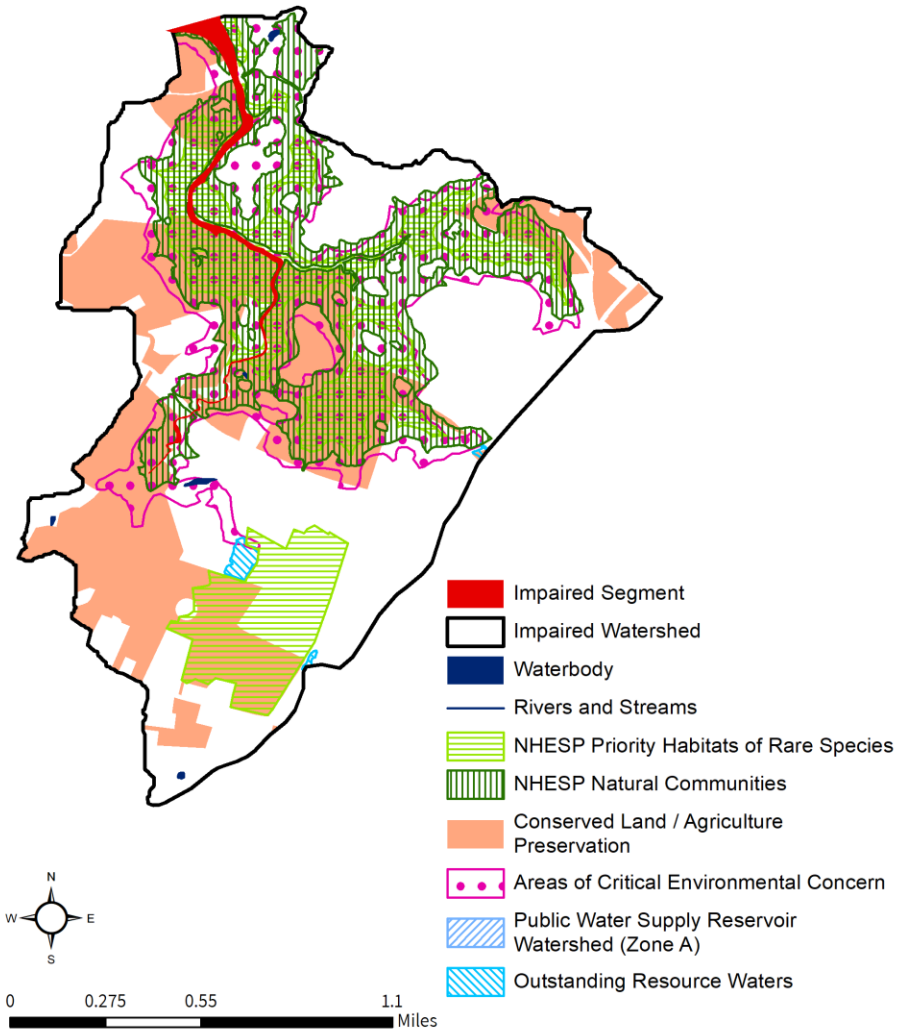 Impaired Segment
Impaired Watershed
Waterbody
Rivers and Streams
NHESP Priority Habitats of Rare Species
NHESP Natural Communities
Conserved Land / Agriculture
Preservation
Areas of Critical Environmental Concern
Public Water Supply Reservoir
Watershed (Zone A)
Outstanding Resource Waters
N
W E
S
0 0.275 0.55 1.1
Miles